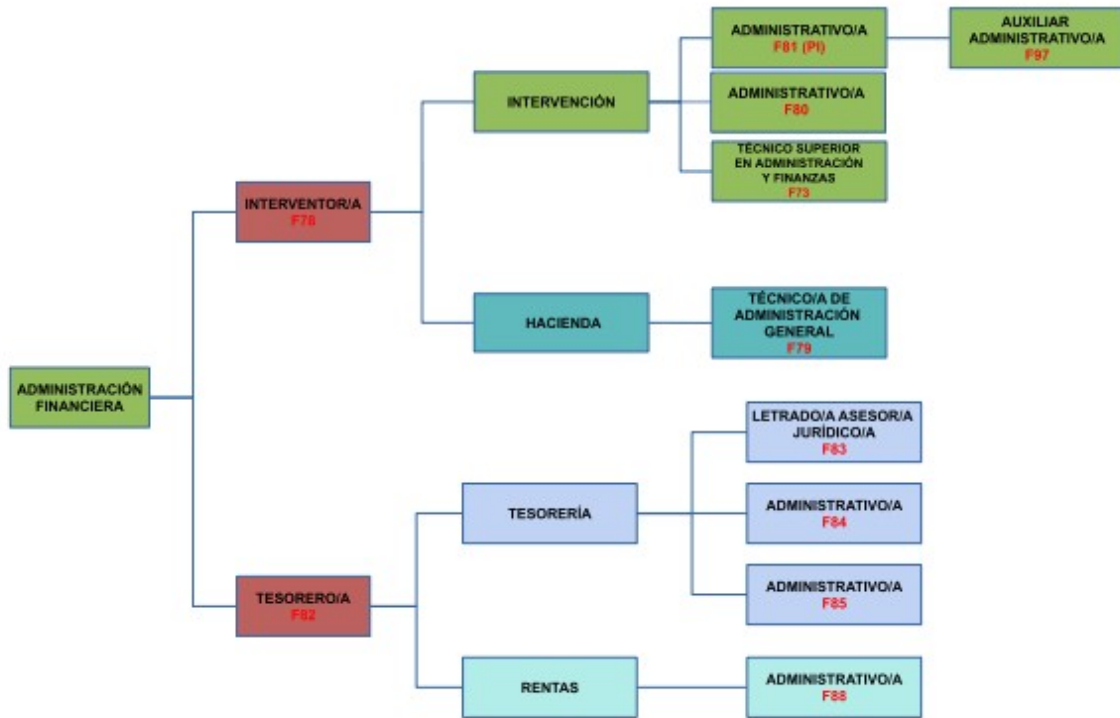 ADMINISTRACIÓN
FINANCIERA
INTERVENTOR/A
F78
INTERVENCIÓN
ADMINISTRATIVO/A
F81 (PI)
AUXILIAR
ADMINISTRATIVO/A
F97
ADMINISTRATIVO/A
F80
TÉCNICO SUPERIOR
EN ADMINISTRACIÓN
Y FINANZAS
F73
HACIENDA
TÉCNICO/A DE
ADMINISTRACIÓN
GENERAL
F79
TESORERO/A
F82
TESORERÍA
LETRADO/A ASESOR/A
JURÍDICO/A
F83
ADMINISTRATIVO/A
F84
ADMINISTRATIVO/A
F85
RENTAS
ADMINISTRATIVO/A
F88